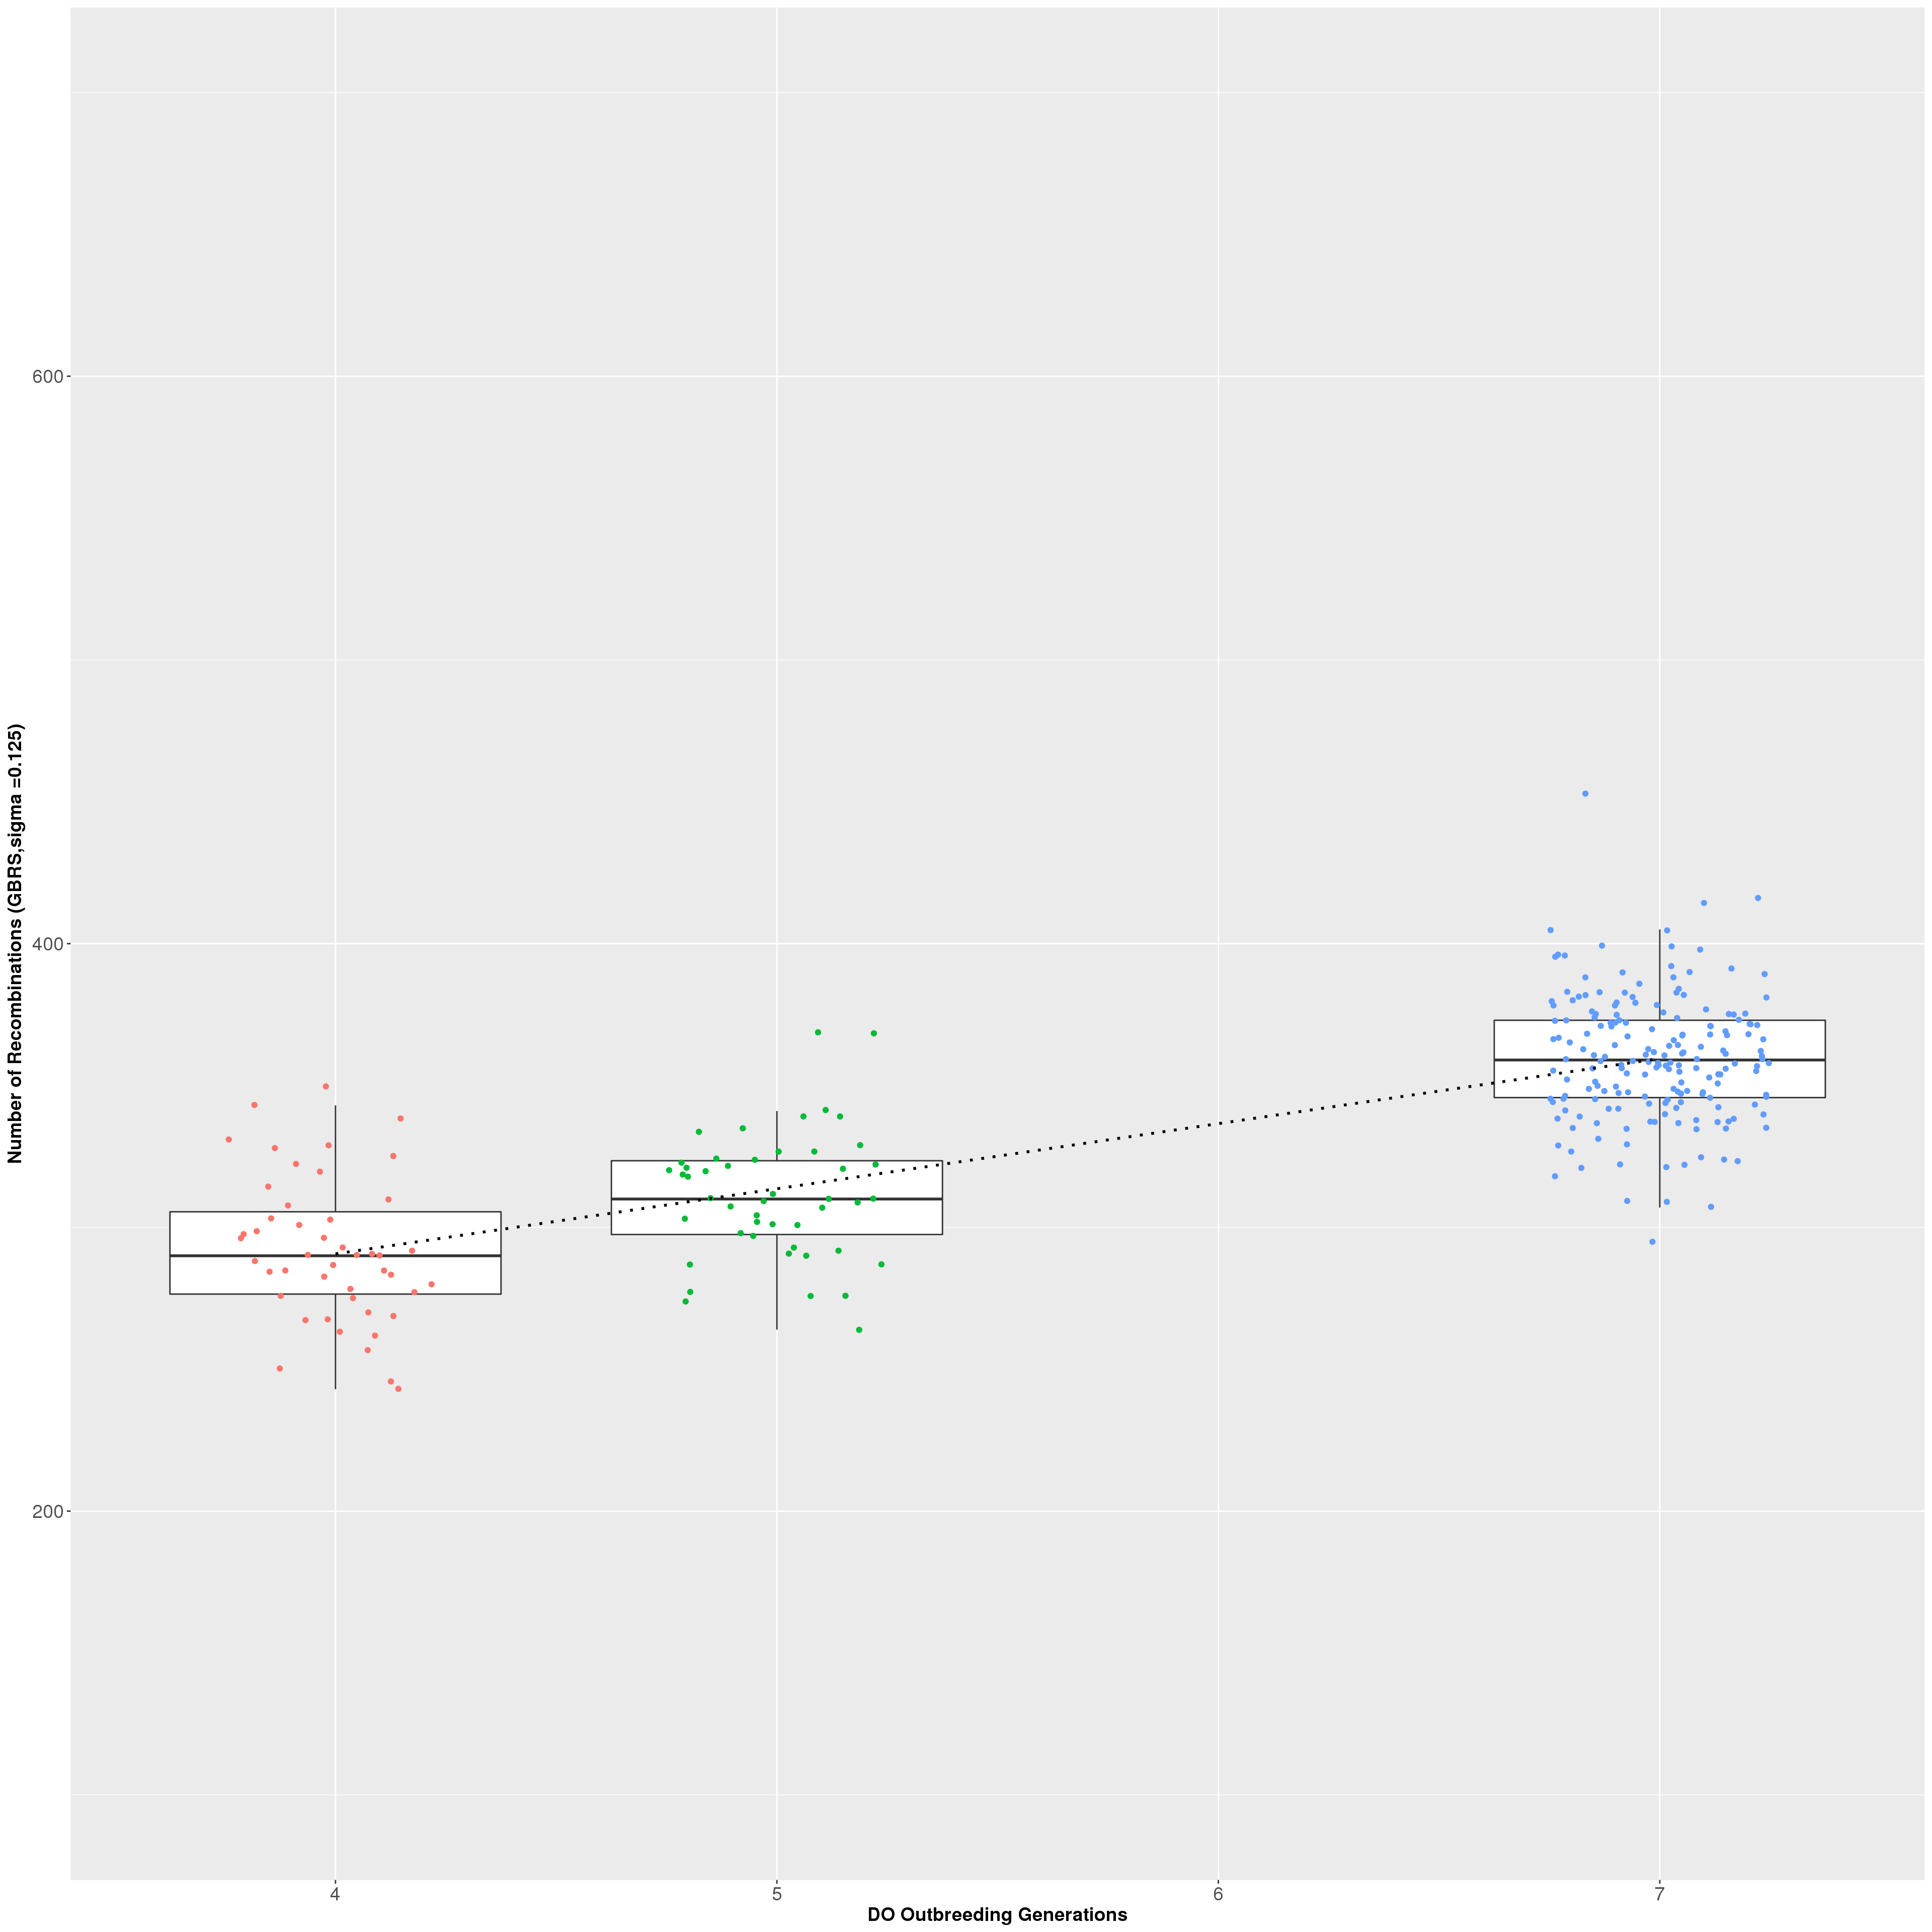 Number of Recombinations (GBRS,sigma =0.125)
600
400
200
4 5 6 7
DO Outbreeding Generations